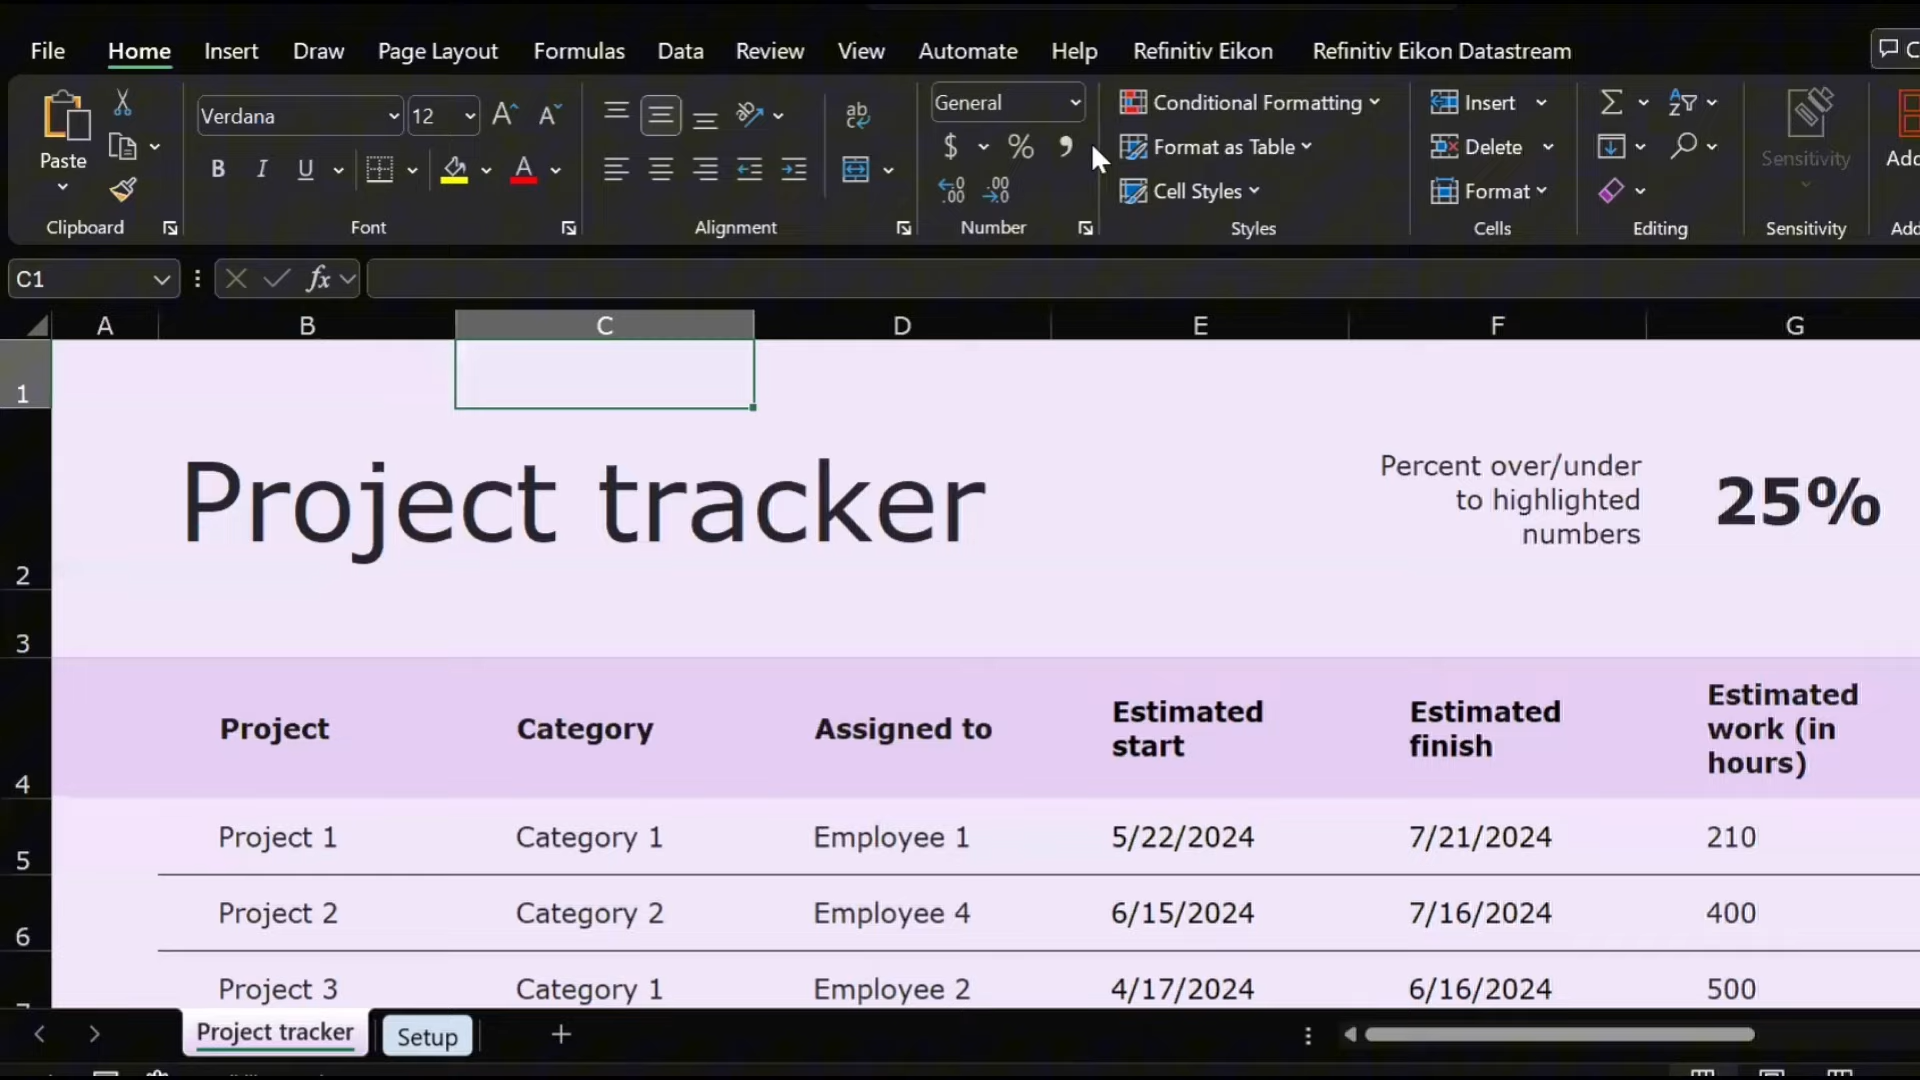 File Home Insert Draw Page Layout Formulas Data Review View Automate Help Refinitiv Eikon Refinitiv Eikon Datastream
Paste
Verdana 12
B I U
General
$ % ,
Conditional Formatting
Format as Table
Cell Styles
Insert
Delete
Format
Sensitivity
Clipboard Font Alignment Number Styles Cells Editing Sensitivity
C1 fx
A B C D E F G
1
2
3
4
5
6
Project tracker
Percent over/under
to highlighted
numbers
25%
Project Category Assigned to Estimated start Estimated finish Estimated work (in hours)
Project 1 Category 1 Employee 1 5/22/2024 7/21/2024 210
Project 2 Category 2 Employee 4 6/15/2024 7/16/2024 400
Project 3 Category 1 Employee 2 4/17/2024 6/16/2024 500
Project tracker Setup